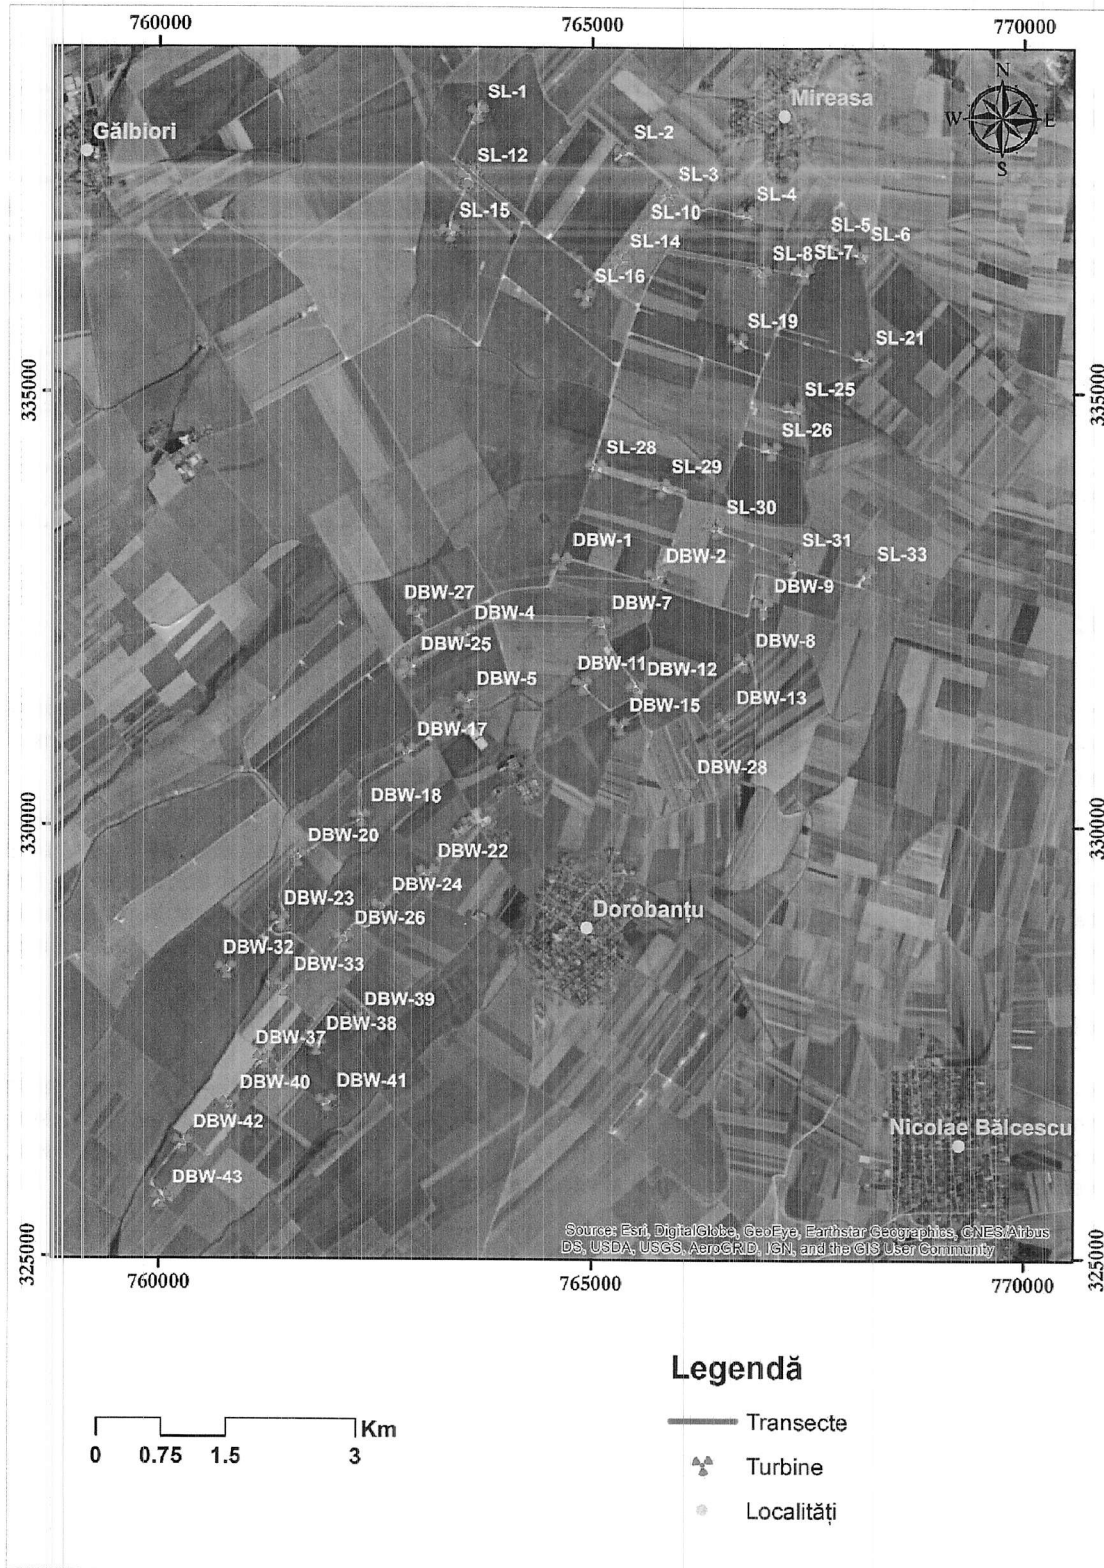 760000
765000
770000
N
W
E
S
SL-1
Mireasa
Gălbiori
SL-2
SL-12
SL-3
SL-4
SL-15
SL-10
SL-5
SL-6
SL-14
SL-8
SL-7
SL-16
SL-19
SL-21
335000
335000
SL-25
SL-26
SL-28
SL-29
SL-30
DBW-1
DBW-2
SL-31
SL-33
DBW-9
DBW-27
DBW-4
DBW-7
DBW-25
DBW-8
DBW-11
DBW-12
DBW-5
DBW-13
DBW-15
DBW-17
DBW-28
DBW-18
330000
330000
DBW-20
DBW-22
DBW-24
DBW-23
DBW-26
Dorobanțu
DBW-32
DBW-33
DBW-39
DBW-38
DBW-37
DBW-40
DBW-41
DBW-42
Nicolae Bălcescu
DBW-43
Source: Esri, DigitalGlobe, GeoEye, Earthstar Geographics, CNES/Airbus
DS, USDA, USGS, AeroGRID, IGN, and the GIS User Community
325000
325000
760000
765000
770000
Legendă
Transecte
Km
0 0.75 1.5 3
Turbine
Localități